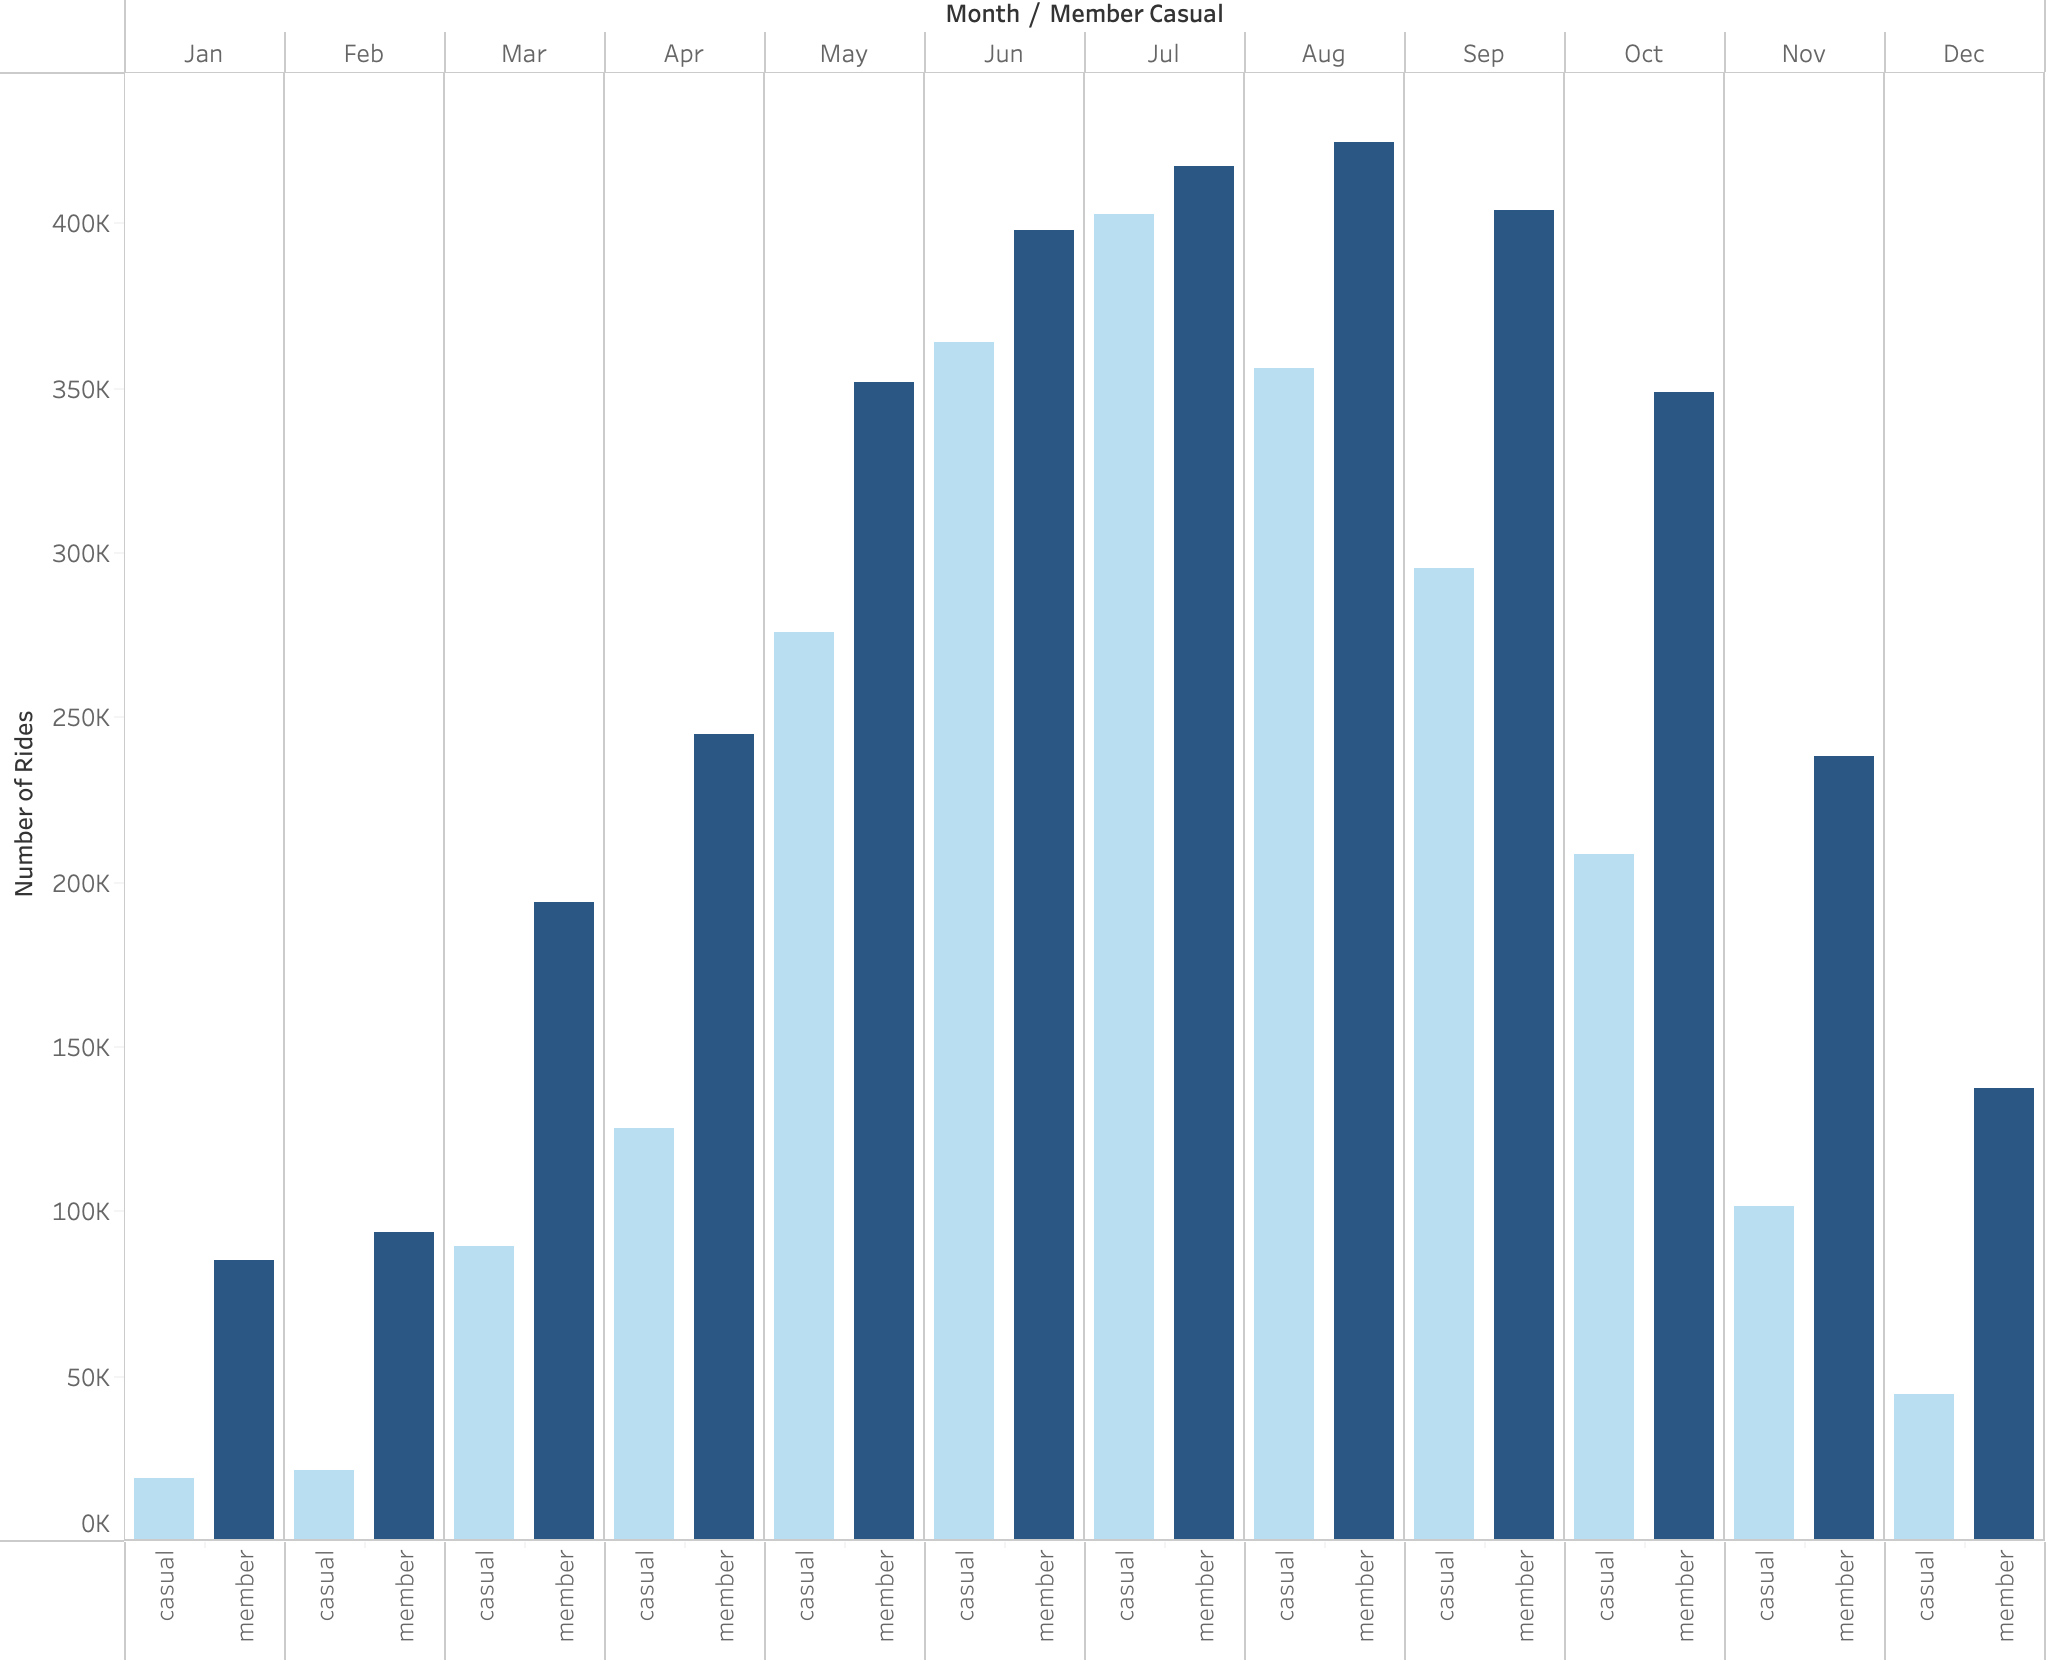 Month / Member Casual
Jan Feb Mar Apr May Jun Jul Aug Sep Oct Nov Dec
400K
350K
300K
250K
200K
150K
100K
50K
0K
Number of Rides
casual member casual member casual member casual member casual member casual member casual member casual member casual member casual member casual member casual member